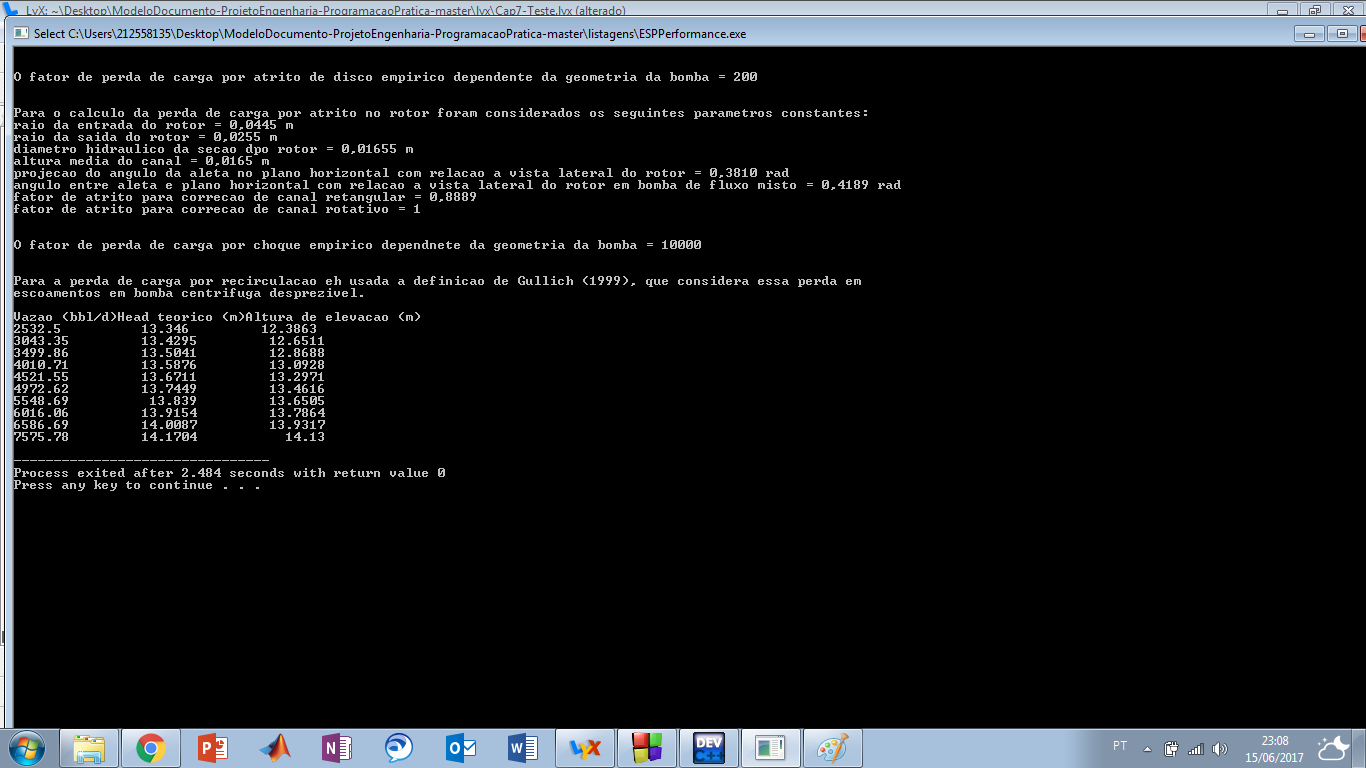 LyX: ~\Desktop\ModeloDocumento-ProjetoEngenharia-ProgramacaoPratica-master\lyx\Cap7-Teste.lyx (alterado)
Select C:\Users\212558135\Desktop\ModeloDocumento-ProjetoEngenharia-ProgramacaoPratica-master\listagens\ESPPerformance.exe
O fator de perda de carga por atrito de disco empirico dependente da geometria da bomba = 200
Para o calculo da perda de carga por atrito no rotor foram considerados os seguintes parametros constantes:
raio da entrada do rotor = 0,0445 m
raio da saida do rotor = 0,0255 m
diametro hidraulico da secao dpo rotor = 0,01655 m
altura media do canal = 0,0165 m
projecao do angulo da aleta no plano horizontal com relacao a vista lateral do rotor = 0,3810 rad
angulo entre aleta e plano horizontal com relacao a vista lateral do rotor em bomba de fluxo misto = 0,4189 rad
fator de atrito para correcao de canal retangular = 0,8889
fator de atrito para correcao de canal rotativo = 1
O fator de perda de carga por choque empirico dependnete da geometria da bomba = 10000
Para a perda de carga por recirculacao eh usada a definicao de Gullich (1999), que considera essa perda em
escoamentos em bomba centrifuga desprezivel.
Vazao (bbl/d)Head teorico (m)Altura de elevacao (m)
2532.5 13.346 12.3863
3043.35 13.4295 12.6511
3499.86 13.5041 12.8688
4010.71 13.5876 13.0928
4521.55 13.6711 13.2971
4972.62 13.7449 13.4616
5548.69 13.839 13.6505
6016.06 13.9154 13.7864
6586.69 14.0087 13.9317
7575.78 14.1704 14.13
--------------------------------
Process exited after 2.484 seconds with return value 0
Press any key to continue . . .
PT
23:08
15/06/2017
DEV
C++